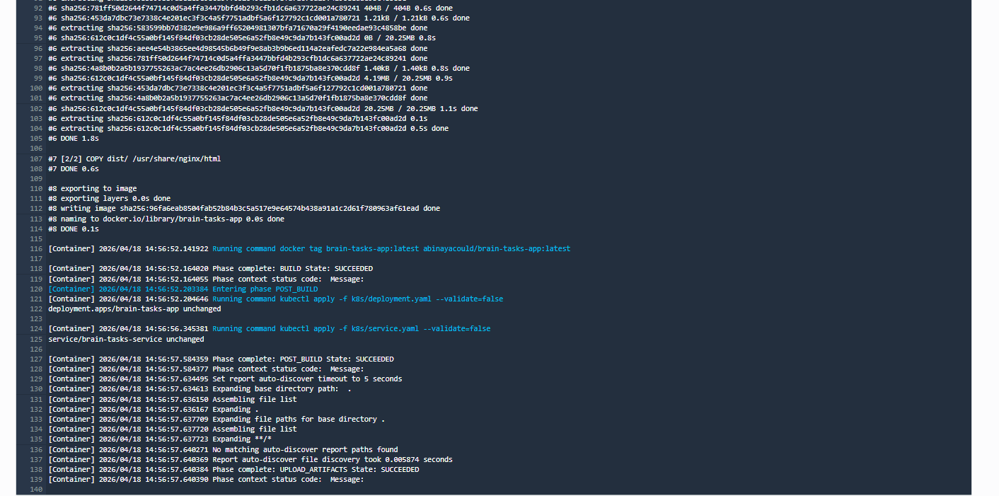 92 #6 sha256:781ff50d2644f74714c0d5a4ffa3447bbfd4b293cfb1dc6a637722ae24c89241 404B / 404B 0.6s done
93 #6 sha256:453da7dbc73e7338c4e201ec3f3c4a5f7751adbf5a6f127792c1cd001a780721 1.21kB / 1.21kB 0.6s done
94 #6 extracting sha256:583599bb7d382e9e986a9ff65204981307bfa71670a29f4190eedae93c4858be done
95 #6 sha256:612c0c1df4c55a0bf145f84df03cb28de505e6a52fb8e49c9da7b143fc00ad2d 0B / 20.25MB 0.8s
96 #6 extracting sha256:aee4e54b3865ee4d98545b6b49f9e8ab3b9b6ed114a2eafedc7a22e984ea5a68 done
97 #6 extracting sha256:781ff50d2644f74714c0d5a4ffa3447bbfd4b293cfb1dc6a637722ae24c89241 done
98 #6 sha256:4a8b0b2a5b1937755263ac7ac4ee26db2906c13a5d70f1fb1875ba8e370cdd8f 1.40kB / 1.40kB 0.8s done
99 #6 sha256:612c0c1df4c55a0bf145f84df03cb28de505e6a52fb8e49c9da7b143fc00ad2d 4.19MB / 20.25MB 0.9s
100 #6 extracting sha256:453da7dbc73e7338c4e201ec3f3c4a5f7751adbf5a6f127792c1cd001a780721 done
101 #6 extracting sha256:4a8b0b2a5b1937755263ac7ac4ee26db2906c13a5d70f1fb1875ba8e370cdd8f done
102 #6 sha256:612c0c1df4c55a0bf145f84df03cb28de505e6a52fb8e49c9da7b143fc00ad2d 20.25MB / 20.25MB 1.1s done
103 #6 extracting sha256:612c0c1df4c55a0bf145f84df03cb28de505e6a52fb8e49c9da7b143fc00ad2d 0.1s
104 #6 extracting sha256:612c0c1df4c55a0bf145f84df03cb28de505e6a52fb8e49c9da7b143fc00ad2d 0.5s done
105 #6 DONE 1.8s
106
107 #7 [2/2] COPY dist/ /usr/share/nginx/html
108 #7 DONE 0.6s
109
110 #8 exporting to image
111 #8 exporting layers 0.0s done
112 #8 writing image sha256:96fa6eab8504fab52b84b3c5a517e9e64574b438a91a1c2d61f780963af61ead done
113 #8 naming to docker.io/library/brain-tasks-app 0.0s done
114 #8 DONE 0.1s
115
116 [Container] 2026/04/18 14:56:52.141922 Running command docker tag brain-tasks-app:latest abinayacould/brain-tasks-app:latest
117
118 [Container] 2026/04/18 14:56:52.164020 Phase complete: BUILD State: SUCCEEDED
119 [Container] 2026/04/18 14:56:52.164055 Phase context status code:  Message:
120 [Container] 2026/04/18 14:56:52.203384 Entering phase POST_BUILD
121 [Container] 2026/04/18 14:56:52.204646 Running command kubectl apply -f k8s/deployment.yaml --validate=false
122 deployment.apps/brain-tasks-app unchanged
123
124 [Container] 2026/04/18 14:56:56.345381 Running command kubectl apply -f k8s/service.yaml --validate=false
125 service/brain-tasks-service unchanged
126
127 [Container] 2026/04/18 14:56:57.584359 Phase complete: POST_BUILD State: SUCCEEDED
128 [Container] 2026/04/18 14:56:57.584377 Phase context status code:  Message:
129 [Container] 2026/04/18 14:56:57.634495 Set report auto-discover timeout to 5 seconds
130 [Container] 2026/04/18 14:56:57.634613 Expanding base directory path:  .
131 [Container] 2026/04/18 14:56:57.636150 Assembling file list
132 [Container] 2026/04/18 14:56:57.636167 Expanding .
133 [Container] 2026/04/18 14:56:57.637709 Expanding file paths for base directory .
134 [Container] 2026/04/18 14:56:57.637720 Assembling file list
135 [Container] 2026/04/18 14:56:57.637723 Expanding **/*
136 [Container] 2026/04/18 14:56:57.640271 No matching auto-discover report paths found
137 [Container] 2026/04/18 14:56:57.640369 Report auto-discover file discovery took 0.005874 seconds
138 [Container] 2026/04/18 14:56:57.640384 Phase complete: UPLOAD_ARTIFACTS State: SUCCEEDED
139 [Container] 2026/04/18 14:56:57.640390 Phase context status code:  Message:
140